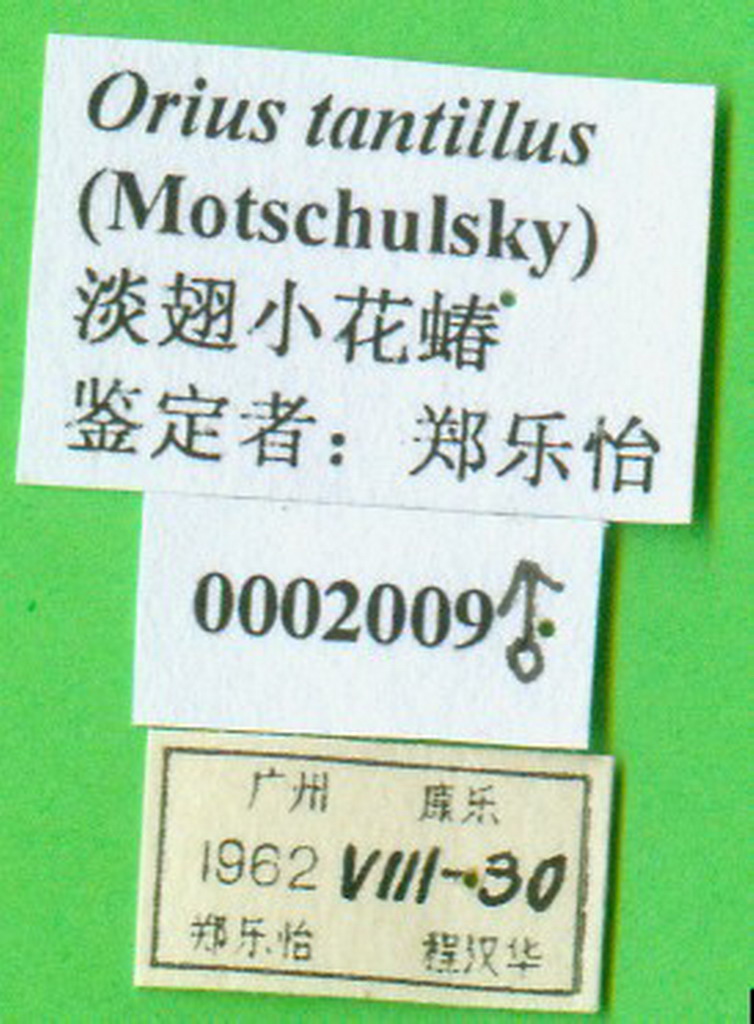 Orius tantillus
(Motschulsky)
淡翅小花蝽
鉴定者：郑乐怡
0002009♂
广州 康乐
1962 VIII-30
郑乐怡 程汉华